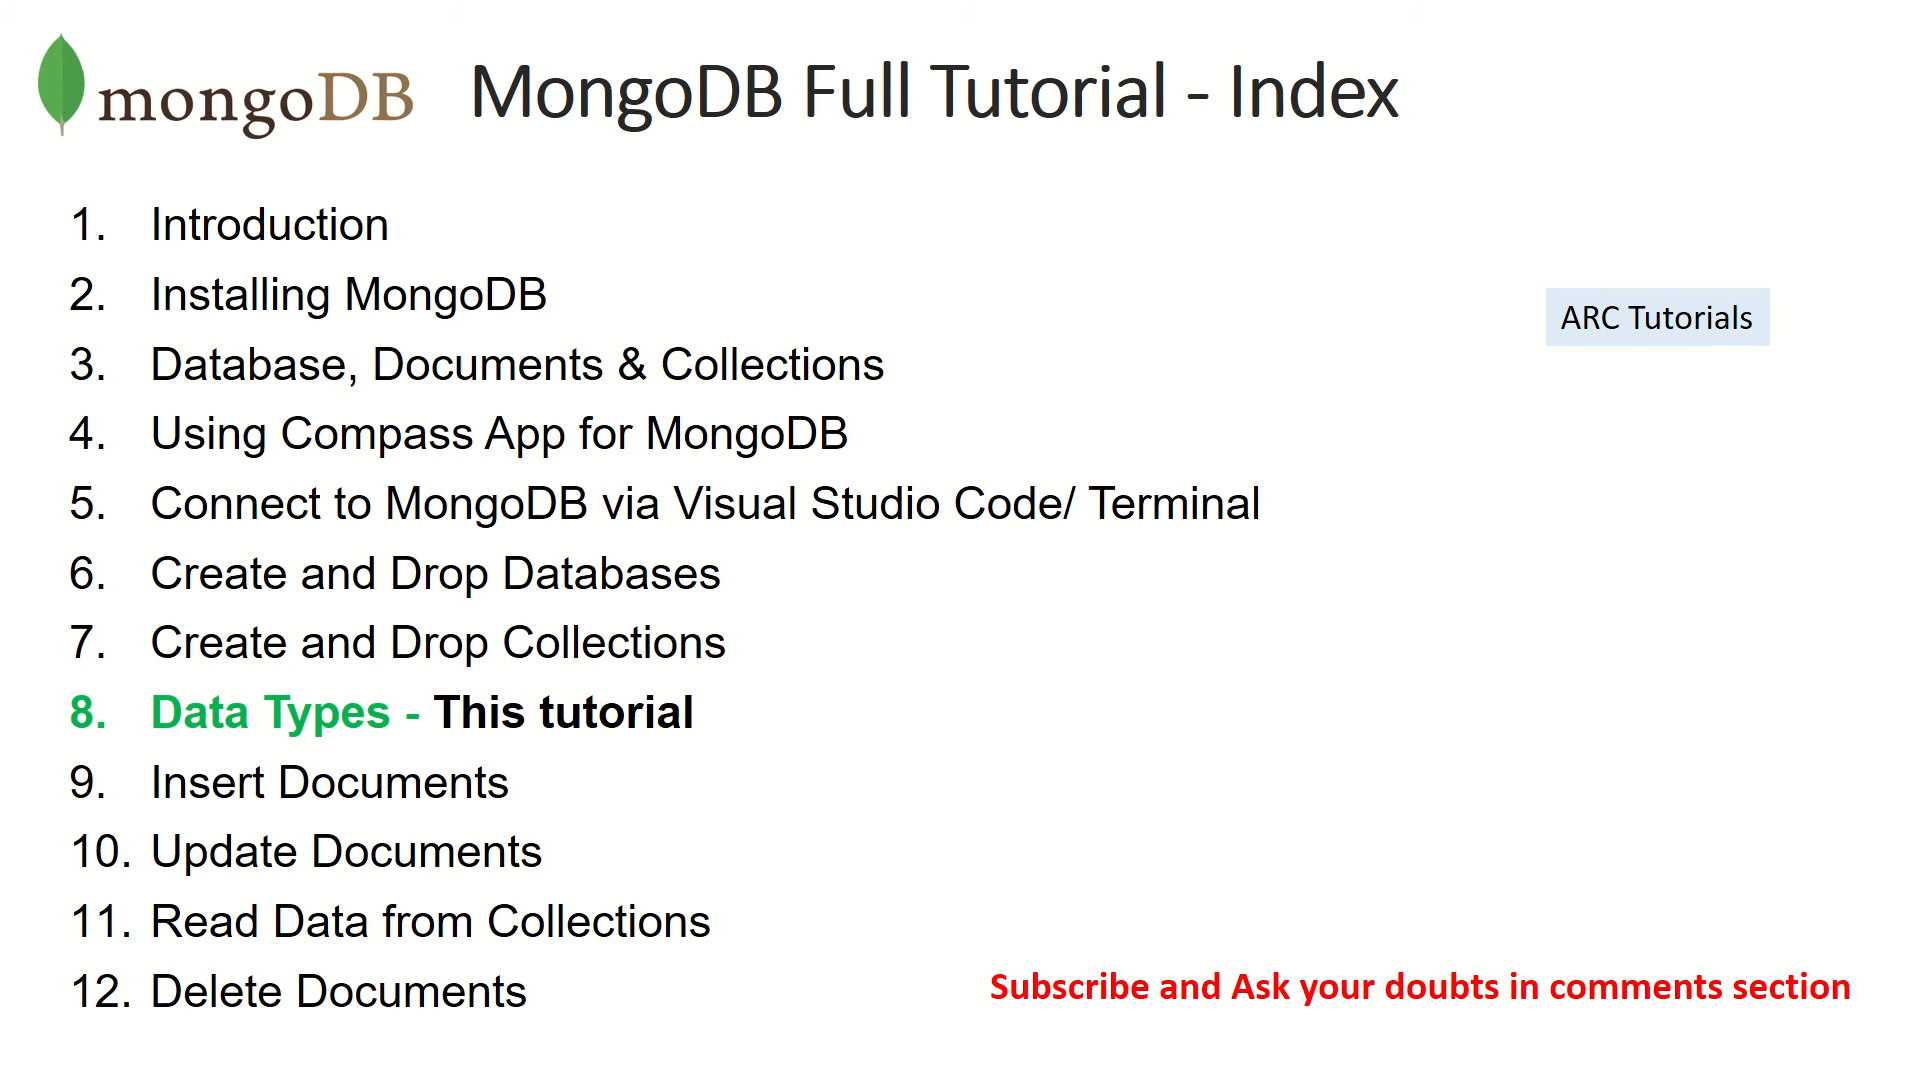 mongoDB
MongoDB Full Tutorial - Index
1. Introduction
2. Installing MongoDB
3. Database, Documents & Collections
4. Using Compass App for MongoDB
5. Connect to MongoDB via Visual Studio Code/ Terminal
6. Create and Drop Databases
7. Create and Drop Collections
8. Data Types - This tutorial
9. Insert Documents
10. Update Documents
11. Read Data from Collections
12. Delete Documents
ARC Tutorials
Subscribe and Ask your doubts in comments section